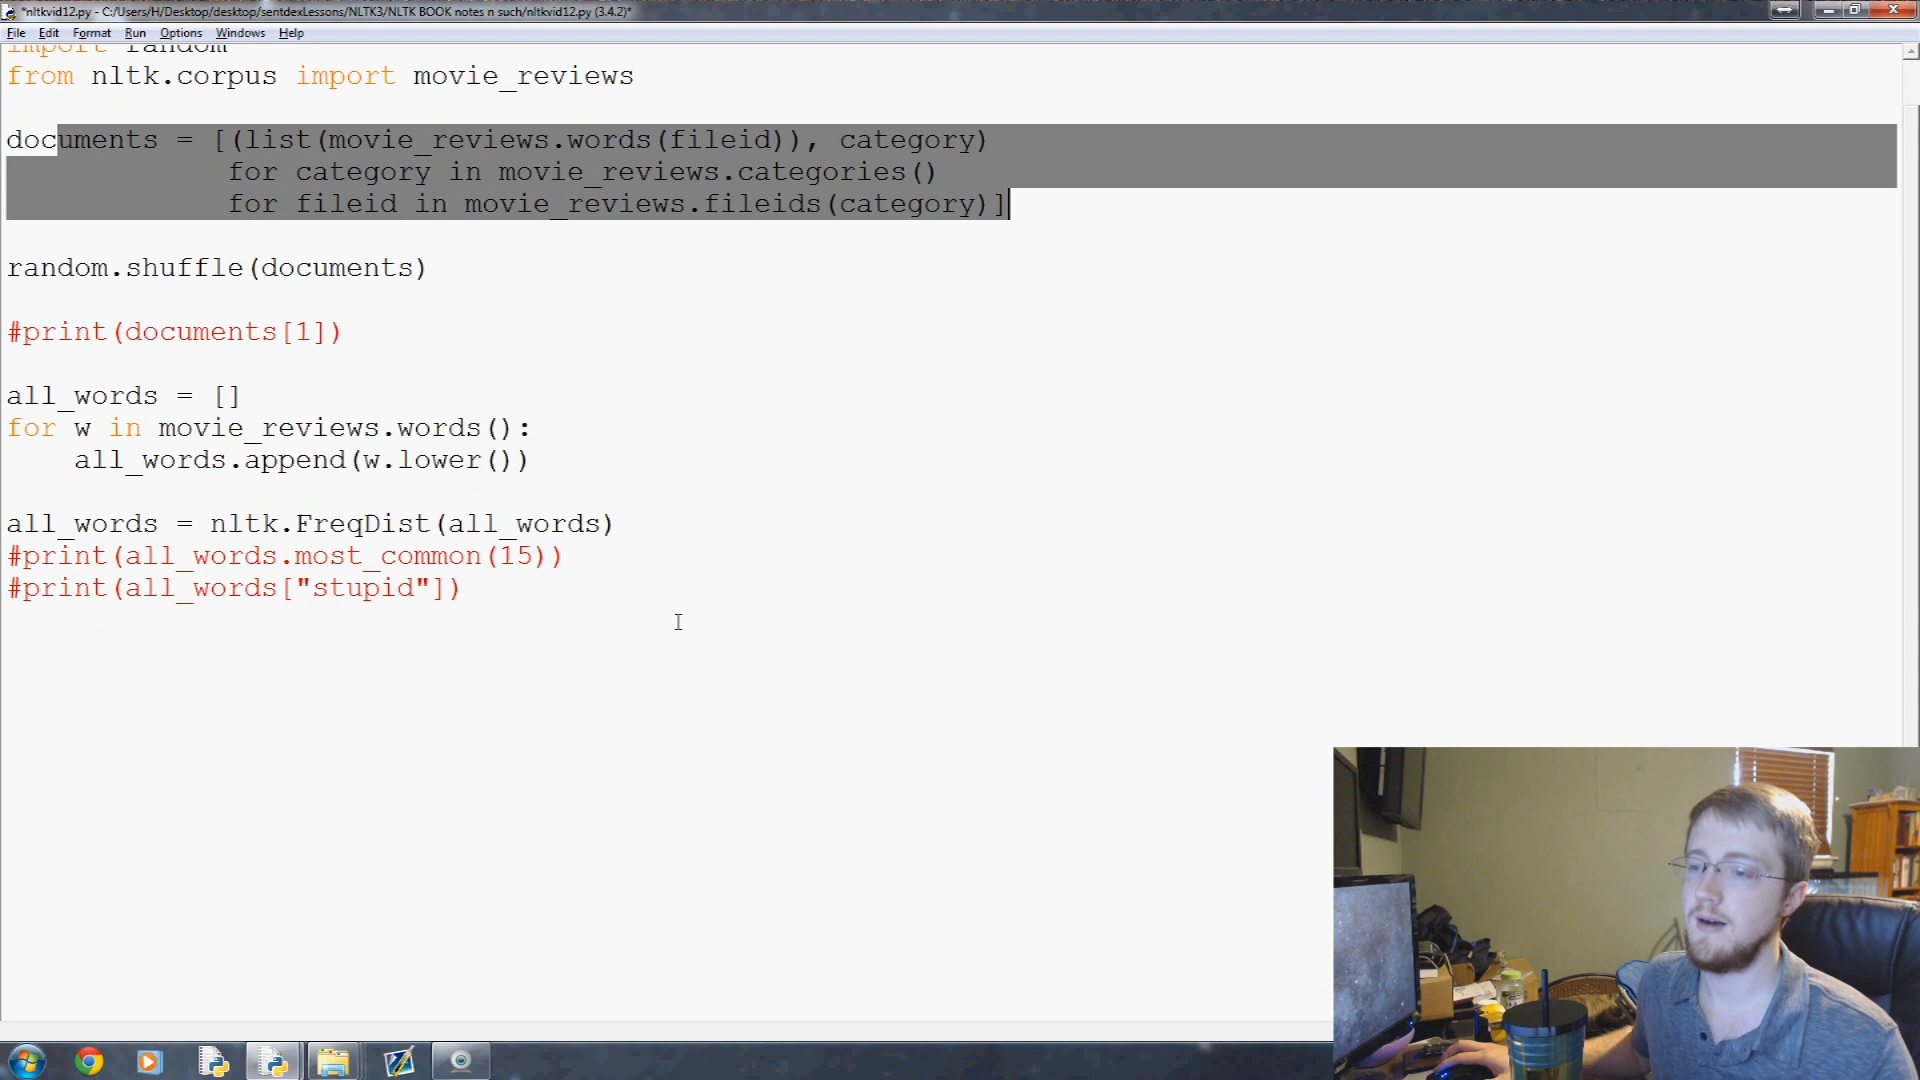 *nltkvid12.py - C:/Users/H/Desktop/desktop/sentdexLessons/NLTK3/NLTK BOOK notes n such/nltkvid12.py (3.4.2)*
File Edit Format Run Options Windows Help
import random
from nltk.corpus import movie_reviews
documents = [(list(movie_reviews.words(fileid)), category)
for category in movie_reviews.categories()
for fileid in movie_reviews.fileids(category)]
random.shuffle(documents)
#print(documents[1])
all_words = []
for w in movie_reviews.words():
all_words.append(w.lower())
all_words = nltk.FreqDist(all_words)
#print(all_words.most_common(15))
#print(all_words["stupid"])